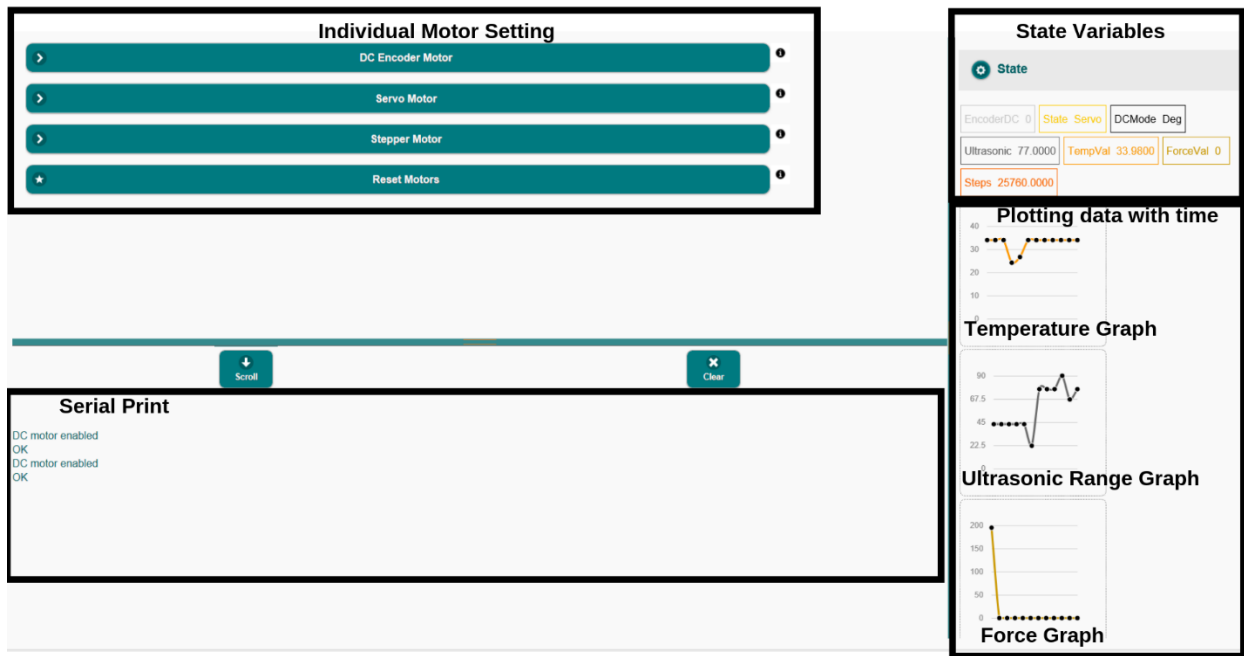 Individual Motor Setting
DC Encoder Motor
Servo Motor
Stepper Motor
Reset Motors
Scroll
Clear
Serial Print
DC motor enabled
OK
DC motor enabled
OK
State Variables
State
EncoderDC 0 State Servo DCMode Deg
Ultrasonic 77.0000 TempVal 33.9800 ForceVal 0
Steps 25760.0000
Plotting data with time
40
30
20
10
0
Temperature Graph
90
67.5
45
22.5
0
Ultrasonic Range Graph
200
150
100
50
0
Force Graph